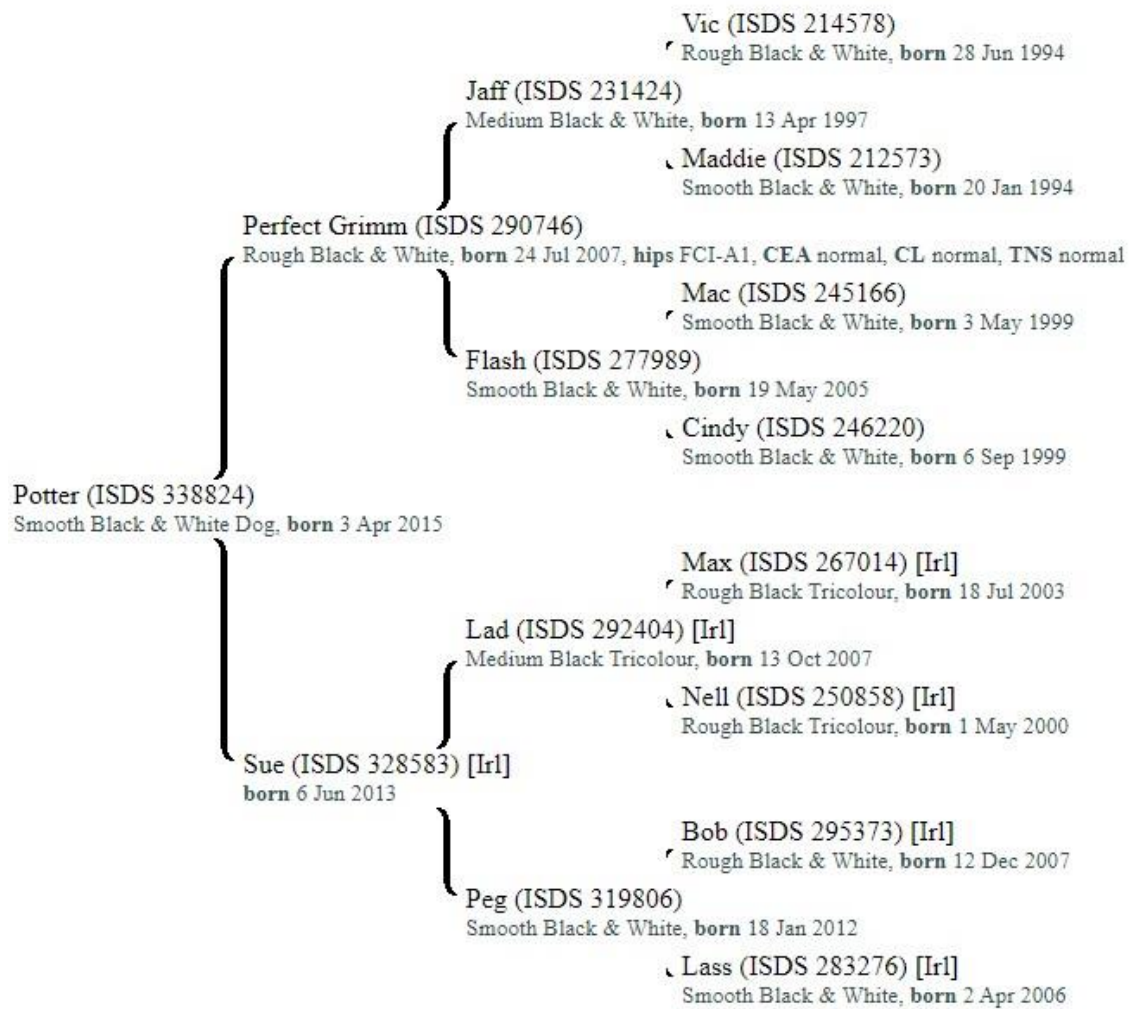 Vic (ISDS 214578)
Rough Black & White, born 28 Jun 1994
Jaff (ISDS 231424)
Medium Black & White, born 13 Apr 1997
Maddie (ISDS 212573)
Smooth Black & White, born 20 Jan 1994
Perfect Grimm (ISDS 290746)
Rough Black & White, born 24 Jul 2007, hips FCI-A1, CEA normal, CL normal, TNS normal
Mac (ISDS 245166)
Smooth Black & White, born 3 May 1999
Flash (ISDS 277989)
Smooth Black & White, born 19 May 2005
Cindy (ISDS 246220)
Smooth Black & White, born 6 Sep 1999
Potter (ISDS 338824)
Smooth Black & White Dog, born 3 Apr 2015
Max (ISDS 267014) [Irl]
Rough Black Tricolour, born 18 Jul 2003
Lad (ISDS 292404) [Irl]
Medium Black Tricolour, born 13 Oct 2007
Nell (ISDS 250858) [Irl]
Rough Black Tricolour, born 1 May 2000
Sue (ISDS 328583) [Irl]
born 6 Jun 2013
Bob (ISDS 295373) [Irl]
Rough Black & White, born 12 Dec 2007
Peg (ISDS 319806)
Smooth Black & White, born 18 Jan 2012
Lass (ISDS 283276) [Irl]
Smooth Black & White, born 2 Apr 2006